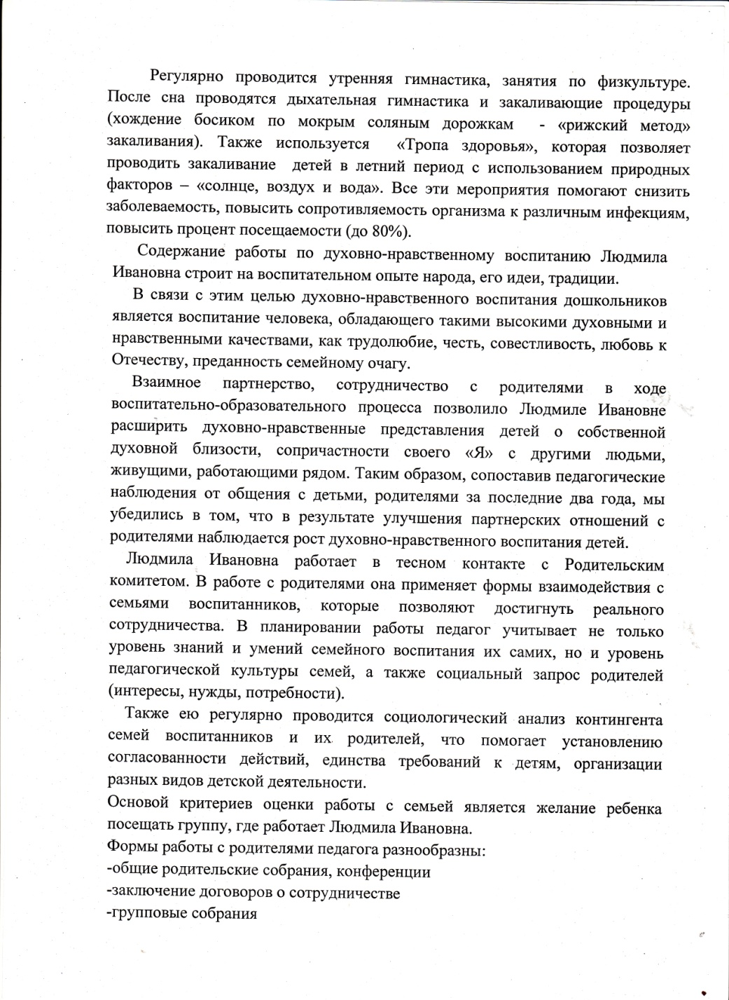 Регулярно проводится утренняя гимнастика, занятия по физкультуре.
После сна проводятся дыхательная гимнастика и закаливающие процедуры
(хождение босиком по мокрым соляным дорожкам - «рижский метод»
закаливания). Также используется «Тропа здоровья», которая позволяет
проводить закаливание детей в летний период с использованием природных
факторов – «солнце, воздух и вода». Все эти мероприятия помогают снизить
заболеваемость, повысить сопротивляемость организма к различным инфекциям,
повысить процент посещаемости (до 80%).
Содержание работы по духовно-нравственному воспитанию Людмила
Ивановна строит на воспитательном опыте народа, его идеи, традиции.
В связи с этим целью духовно-нравственного воспитания дошкольников
является воспитание человека, обладающего такими высокими духовными и
нравственными качествами, как трудолюбие, честь, совестливость, любовь к
Отечеству, преданность семейному очагу.
Взаимное партнерство, сотрудничество с родителями в ходе
воспитательно-образовательного процесса позволило Людмиле Ивановне
расширить духовно-нравственные представления детей о собственной
духовной близости, сопричастности своего «Я» с другими людьми,
живущими, работающими рядом. Таким образом, сопоставив педагогические
наблюдения от общения с детьми, родителями за последние два года, мы
убедились в том, что в результате улучшения партнерских отношений с
родителями наблюдается рост духовно-нравственного воспитания детей.
Людмила Ивановна работает в тесном контакте с Родительским
комитетом. В работе с родителями она применяет формы взаимодействия с
семьями воспитанников, которые позволяют достигнуть реального
сотрудничества. В планировании работы педагог учитывает не только
уровень знаний и умений семейного воспитания их самих, но и уровень
педагогической культуры семей, а также социальный запрос родителей
(интересы, нужды, потребности).
Также ею регулярно проводится социологический анализ контингента
семей воспитанников и их родителей, что помогает установлению
согласованности действий, единства требований к детям, организации
разных видов детской деятельности.
Основой критериев оценки работы с семьей является желание ребенка
посещать группу, где работает Людмила Ивановна.
Формы работы с родителями педагога разнообразны:
-общие родительские собрания, конференции
-заключение договоров о сотрудничестве
-групповые собрания